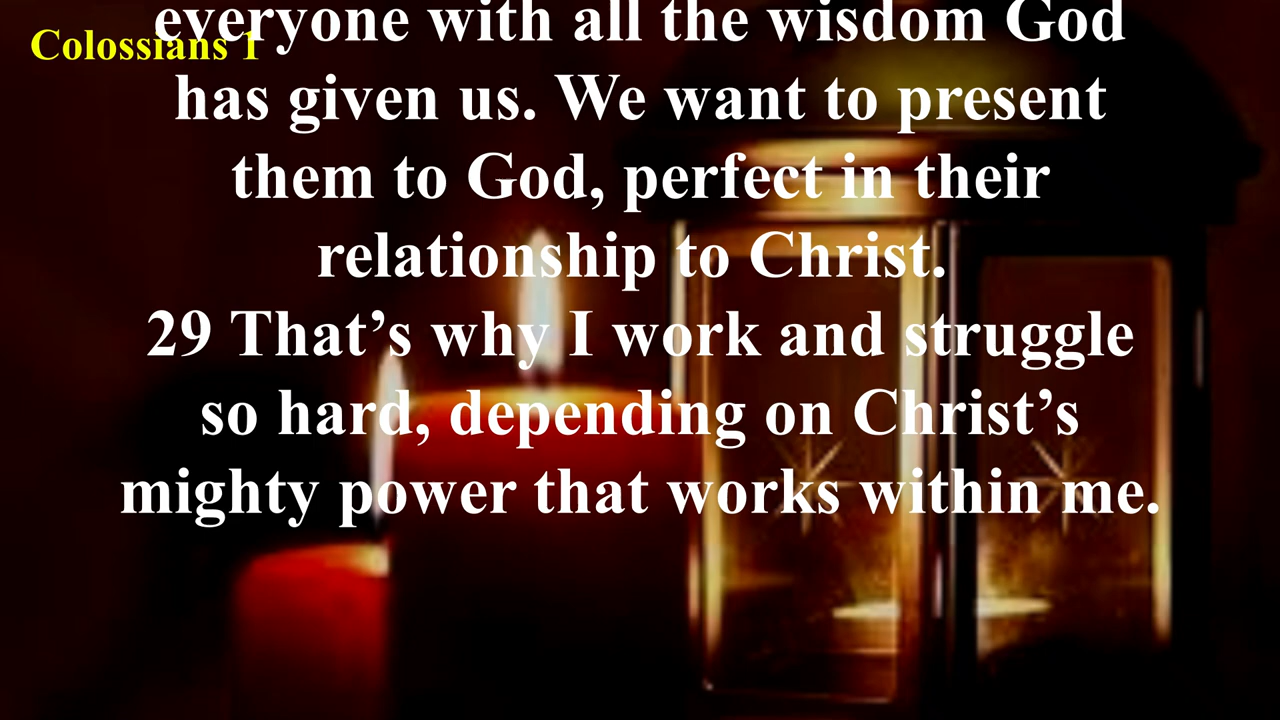 everyone with all the wisdom God
Colossians 1
has given us. We want to present
them to God, perfect in their
relationship to Christ.
29 That’s why I work and struggle
so hard, depending on Christ’s
mighty power that works within me.